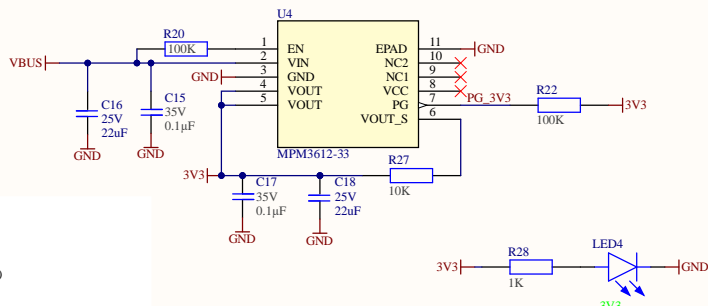 U4
R20
100K
VBUS
1 EN EPAD 11 GND
2 VIN NC2 10
GND 3 GND NC1 9
4 VOUT VCC 8
5 VOUT PG 7 PG_3V3
VOUT_S 6
R22
100K
3V3
C16
25V
22uF
GND
C15
35V
0.1μF
GND
MPM3612-33
3V3
C17
35V
0.1μF
GND
C18
25V
22uF
GND
R27
10K
3V3
R28
1K
LED4
GND
3V3